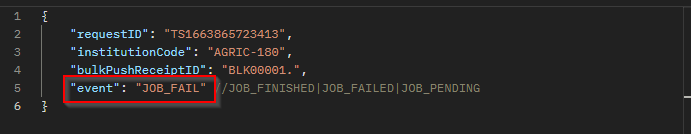 1 {
2 "requestID": "TS1663865723413",
3 "institutionCode": "AGRIC-180",
4 "bulkPushReceiptID": "BLK00001.",
5 "event": "JOB_FAIL" //JOB_FINISHED|JOB_FAILED|JOB_PENDING
6 }